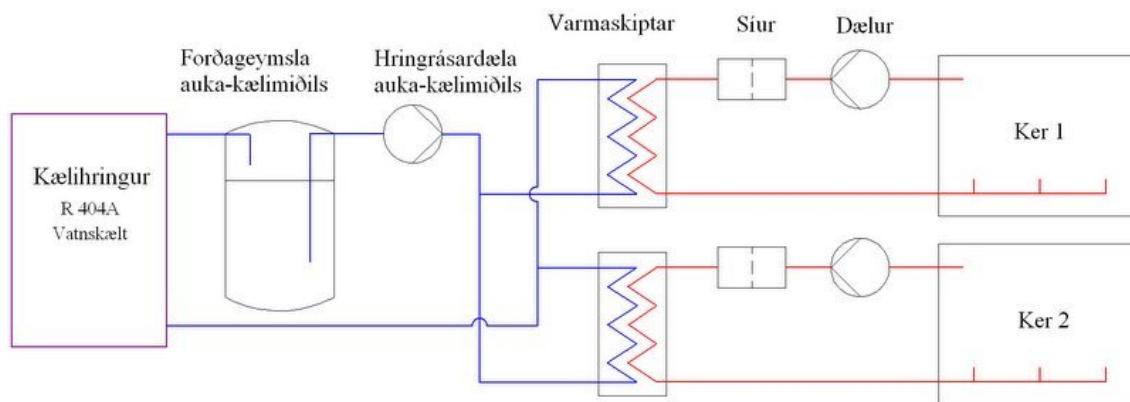 Varmaskiptar
Síur
Dælur
Forðageymsla
auka-kælimiðils
Hringrásardæla
auka-kælimiðils
Kælihringur
R 404A
Vatnskælt
Ker 1
Ker 2